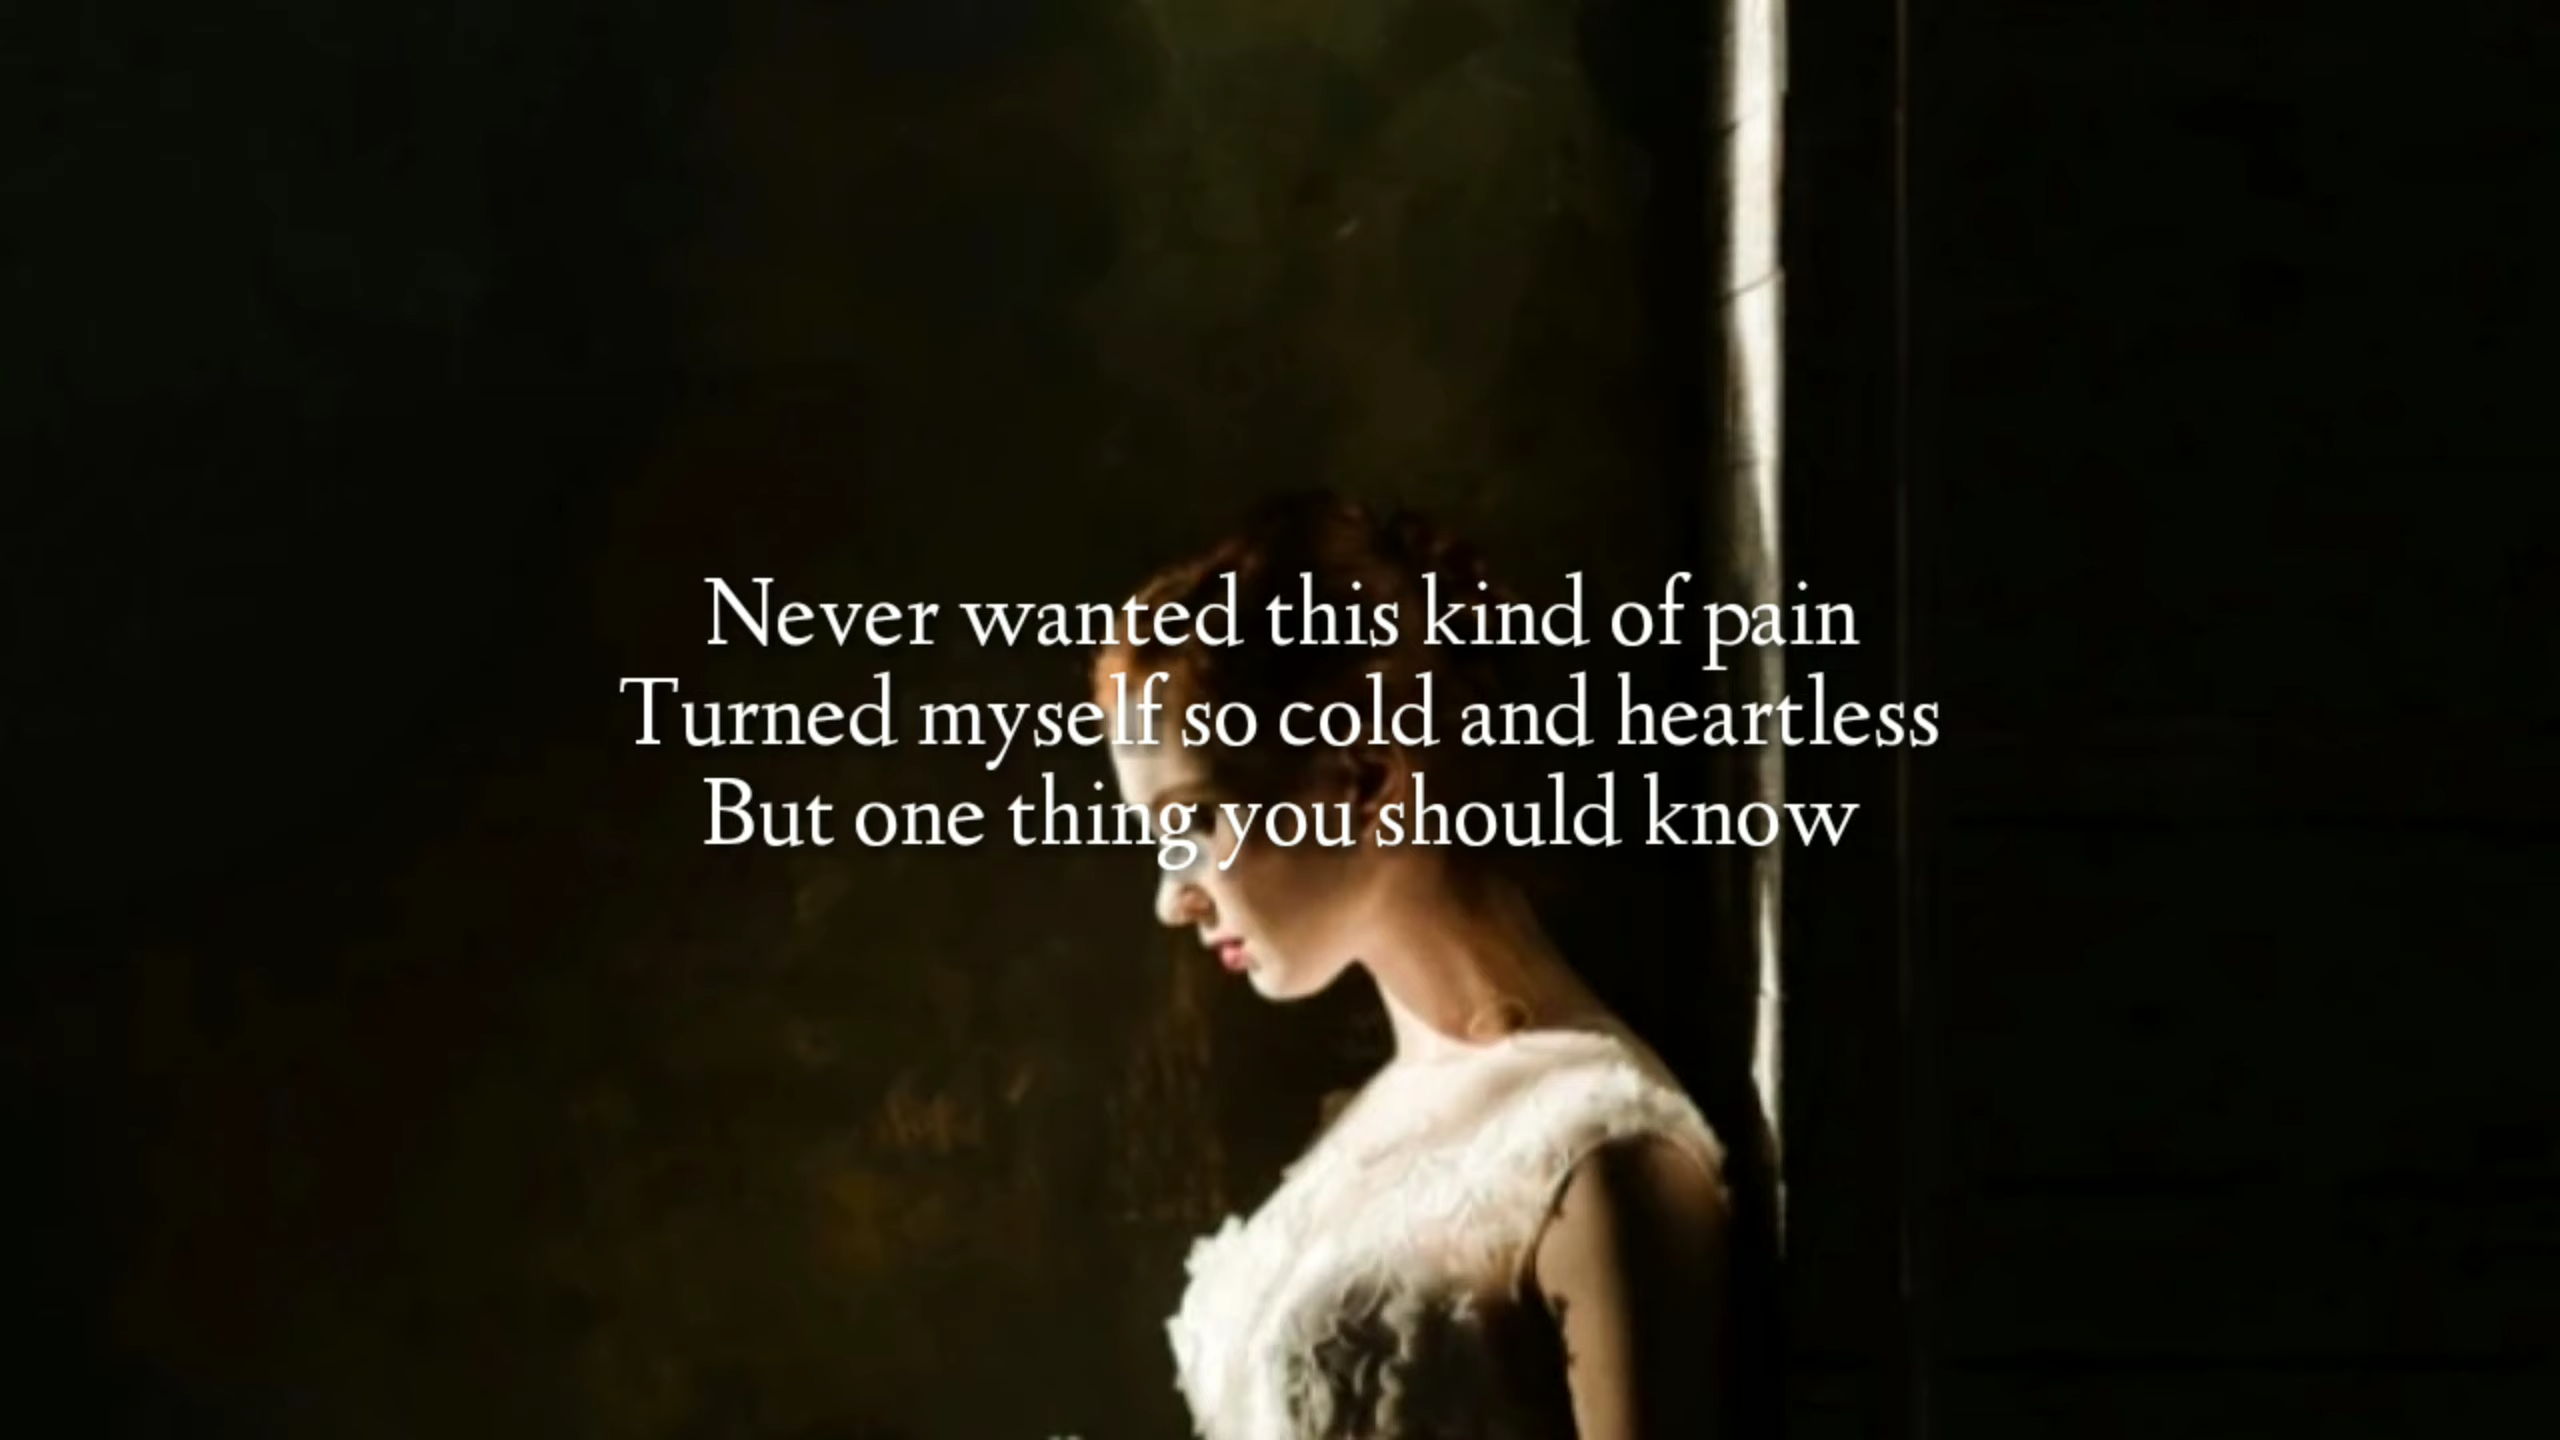 Never wanted this kind of pain
Turned myself so cold and heartless
But one thing you should know